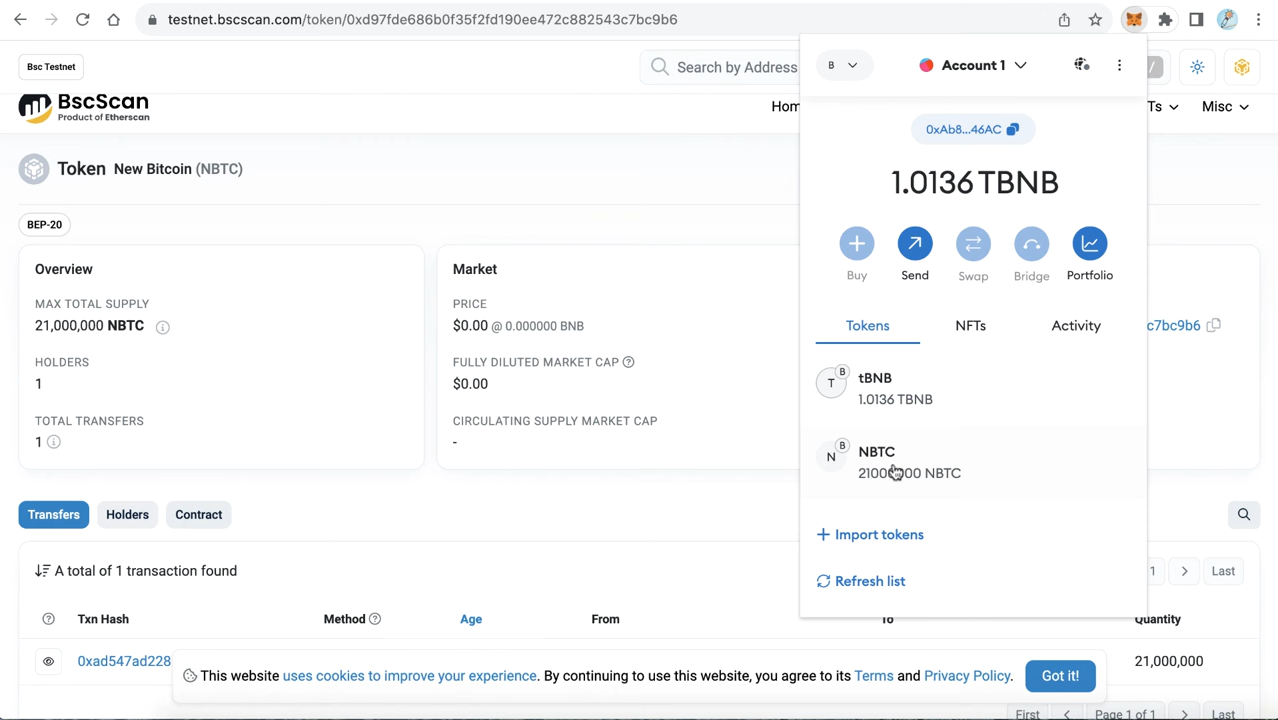 testnet.bscscan.com/token/0xd97fde686b0f35f2fd190ee472c882543c7bc9b6
Bsc Testnet
Search by Address
/
BscScan
Product of Etherscan
Hom
Ts
Misc
Token New Bitcoin (NBTC)
BEP-20
Overview
MAX TOTAL SUPPLY
21,000,000 NBTC
HOLDERS
1
TOTAL TRANSFERS
1
Market
PRICE
$0.00 @ 0.000000 BNB
FULLY DILUTED MARKET CAP
$0.00
CIRCULATING SUPPLY MARKET CAP
-
c7bc9b6
B
Account 1
0xAb8...46AC
1.0136 TBNB
Buy
Send
Swap
Bridge
Portfolio
Tokens
NFTs
Activity
T
B
tBNB
1.0136 TBNB
N
B
NBTC
21000000 NBTC
+ Import tokens
Refresh list
Transfers
Holders
Contract
A total of 1 transaction found
1
Last
Txn Hash
Method
Age
From
To
Quantity
0xad547ad228
21,000,000
This website uses cookies to improve your experience. By continuing to use this website, you agree to its Terms and Privacy Policy.
Got it!
First
Page 1 of 1
Last